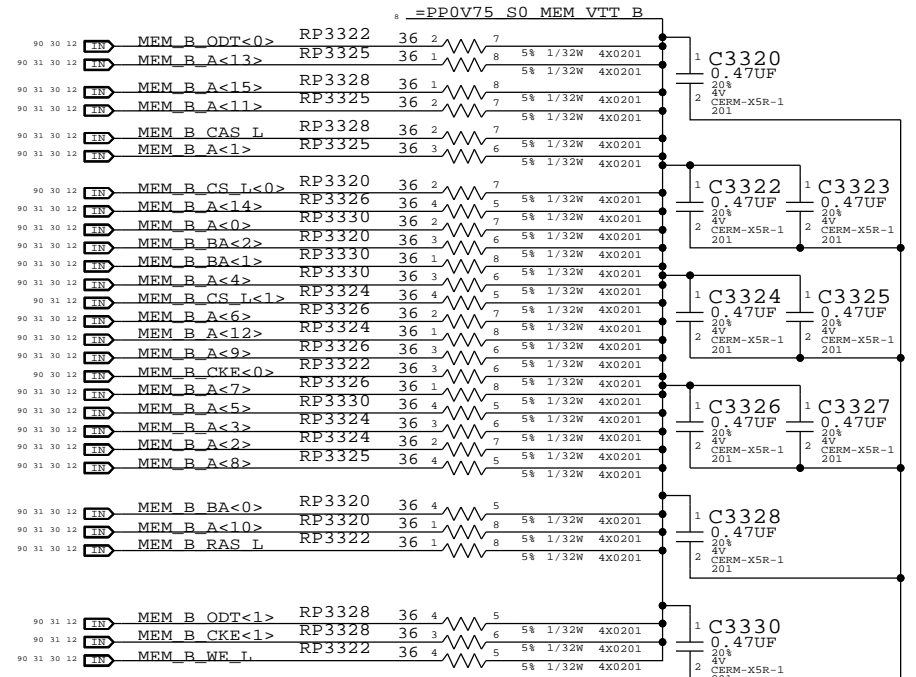 8 =PP0V75_S0_MEM_VTT_B
90 30 12 IN MEM_B_ODT<0> RP3322 36 2 7 5% 1/32W 4X0201
90 31 30 12 IN MEM_B_A<13> RP3325 36 1 8 5% 1/32W 4X0201
90 31 30 12 IN MEM_B_A<15> RP3328 36 1 8 5% 1/32W 4X0201
90 31 30 12 IN MEM_B_A<11> RP3325 36 2 7 5% 1/32W 4X0201
90 31 30 12 IN MEM_B_CAS_L RP3328 36 2 7 5% 1/32W 4X0201
90 31 30 12 IN MEM_B_A<1> RP3325 36 3 6 5% 1/32W 4X0201
90 30 12 IN MEM_B_CS_L<0> RP3320 36 2 7 5% 1/32W 4X0201
90 31 30 12 IN MEM_B_A<14> RP3326 36 4 5 5% 1/32W 4X0201
90 31 30 12 IN MEM_B_A<0> RP3330 36 2 7 5% 1/32W 4X0201
90 31 30 12 IN MEM_B_BA<2> RP3320 36 3 6 5% 1/32W 4X0201
90 31 30 12 IN MEM_B_BA<1> RP3330 36 1 8 5% 1/32W 4X0201
90 31 30 12 IN MEM_B_A<4> RP3330 36 3 6 5% 1/32W 4X0201
90 31 12 IN MEM_B_CS_L<1> RP3324 36 4 5 5% 1/32W 4X0201
90 31 30 12 IN MEM_B_A<6> RP3326 36 2 7 5% 1/32W 4X0201
90 31 30 12 IN MEM_B_A<12> RP3324 36 1 8 5% 1/32W 4X0201
90 31 30 12 IN MEM_B_A<9> RP3326 36 3 6 5% 1/32W 4X0201
90 30 12 IN MEM_B_CKE<0> RP3322 36 3 6 5% 1/32W 4X0201
90 31 30 12 IN MEM_B_A<7> RP3326 36 1 8 5% 1/32W 4X0201
90 31 30 12 IN MEM_B_A<5> RP3330 36 4 5 5% 1/32W 4X0201
90 31 30 12 IN MEM_B_A<3> RP3324 36 3 6 5% 1/32W 4X0201
90 31 30 12 IN MEM_B_A<2> RP3324 36 2 7 5% 1/32W 4X0201
90 31 30 12 IN MEM_B_A<8> RP3325 36 4 5 5% 1/32W 4X0201
90 31 30 12 IN MEM_B_BA<0> RP3320 36 4 5 5% 1/32W 4X0201
90 31 30 12 IN MEM_B_A<10> RP3320 36 1 8 5% 1/32W 4X0201
90 31 30 12 IN MEM_B_RAS_L RP3322 36 1 8 5% 1/32W 4X0201
90 31 12 IN MEM_B_ODT<1> RP3328 36 4 5 5% 1/32W 4X0201
90 31 12 IN MEM_B_CKE<1> RP3328 36 3 6 5% 1/32W 4X0201
90 31 30 12 IN MEM_B_WE_L RP3322 36 4 5 5% 1/32W 4X0201
1 C3320
0.47UF
20%
4V
2 CERM-X5R-1
201
1 C3322 1 C3323
0.47UF 0.47UF
20% 20%
4V 4V
2 CERM-X5R-1 2 CERM-X5R-1
201 201
1 C3324 1 C3325
0.47UF 0.47UF
20% 20%
4V 4V
2 CERM-X5R-1 2 CERM-X5R-1
201 201
1 C3326 1 C3327
0.47UF 0.47UF
20% 20%
4V 4V
2 CERM-X5R-1 2 CERM-X5R-1
201 201
1 C3328
0.47UF
20%
4V
2 CERM-X5R-1
201
1 C3330
0.47UF
20%
4V
2 CERM-X5R-1
201